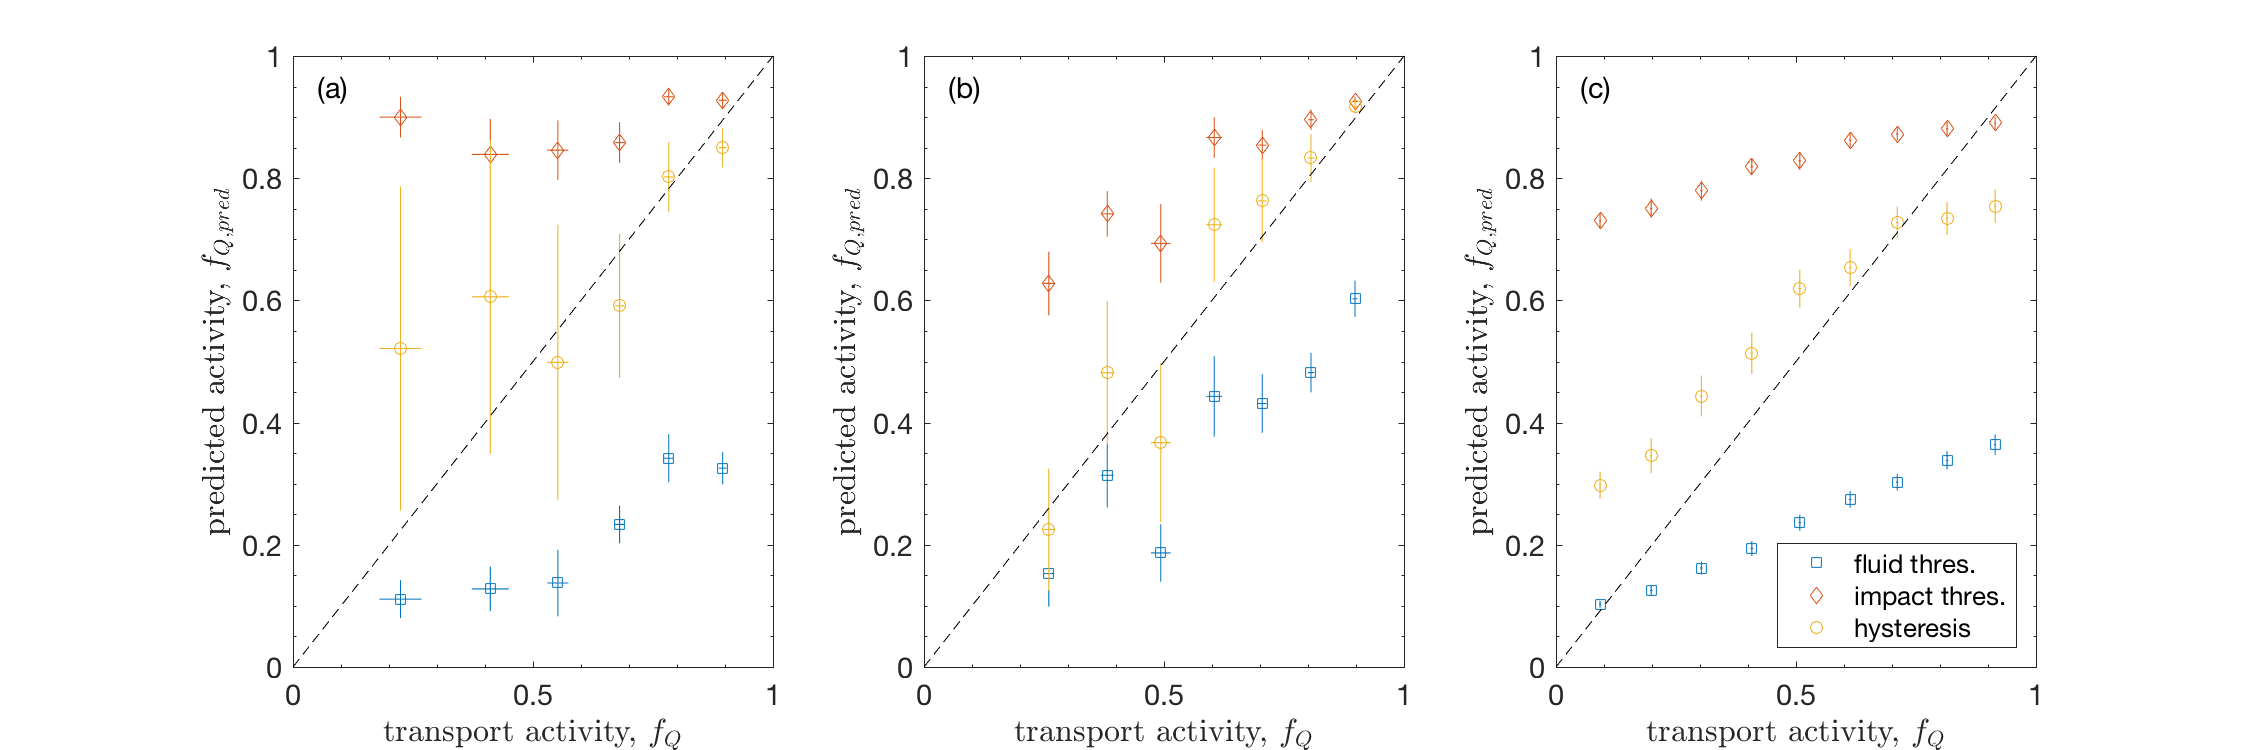 (a)
1
0.8
0.6
0.4
0.2
0
0
0.5
1
predicted activity, f_{Q,pred}
transport activity, f_Q
(b)
1
0.8
0.6
0.4
0.2
0
0
0.5
1
predicted activity, f_{Q,pred}
transport activity, f_Q
(c)
1
0.8
0.6
0.4
0.2
0
0
0.5
1
predicted activity, f_{Q,pred}
transport activity, f_Q
fluid thres.
impact thres.
hysteresis